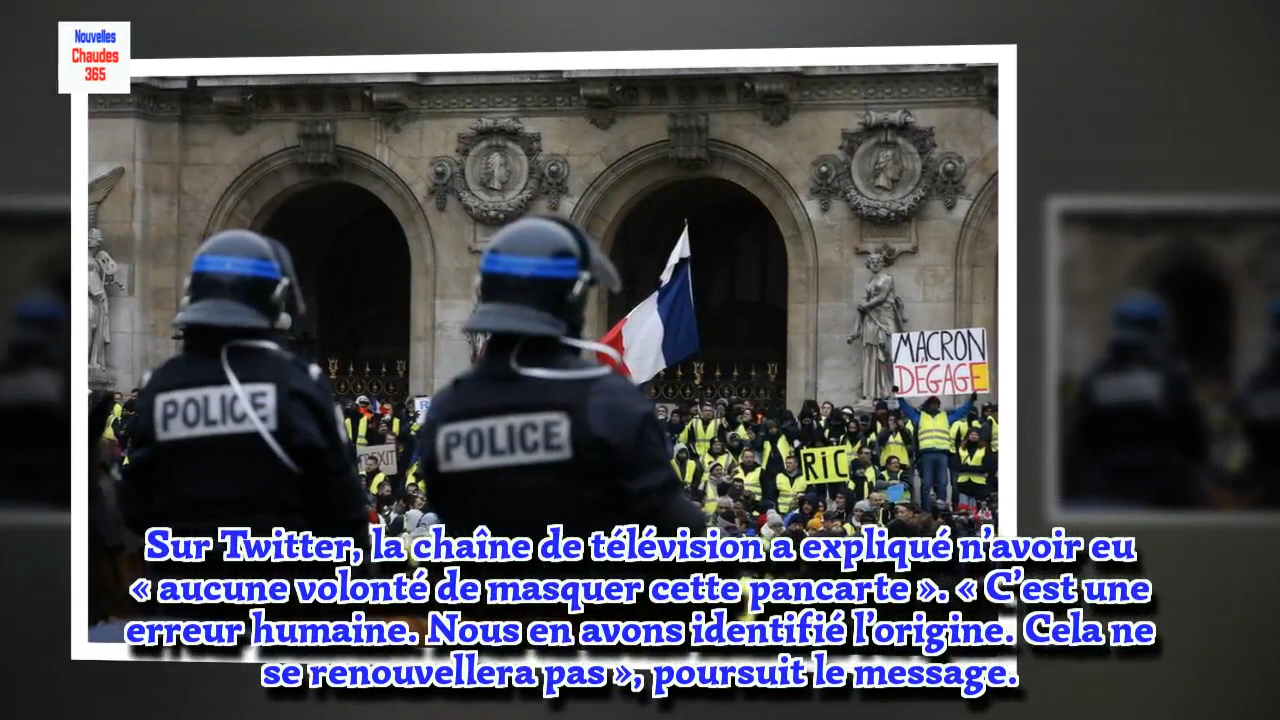 Nouvelles
Chaudes
365
MACRON
DÉGAGE
RIC
POLICE
POLICE
Sur Twitter, la chaîne de télévision a expliqué n'avoir eu
« aucune volonté de masquer cette pancarte ». « C'est une
erreur humaine. Nous en avons identifié l'origine. Cela ne
se renouvellera pas », poursuit le message.